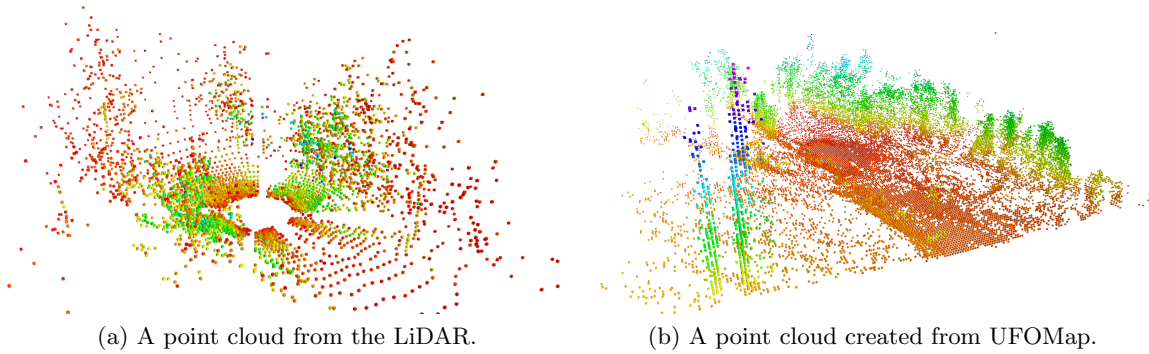 (a) A point cloud from the LiDAR.
(b) A point cloud created from UFOMap.